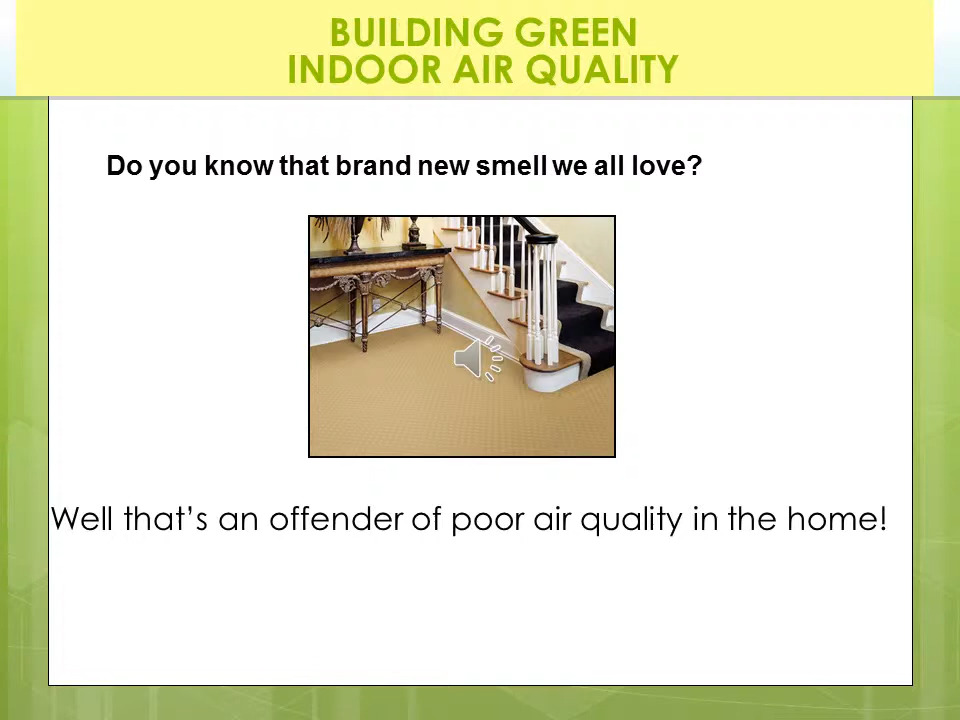 BUILDING GREEN
INDOOR AIR QUALITY
Do you know that brand new smell we all love?
Well that’s an offender of poor air quality in the home!